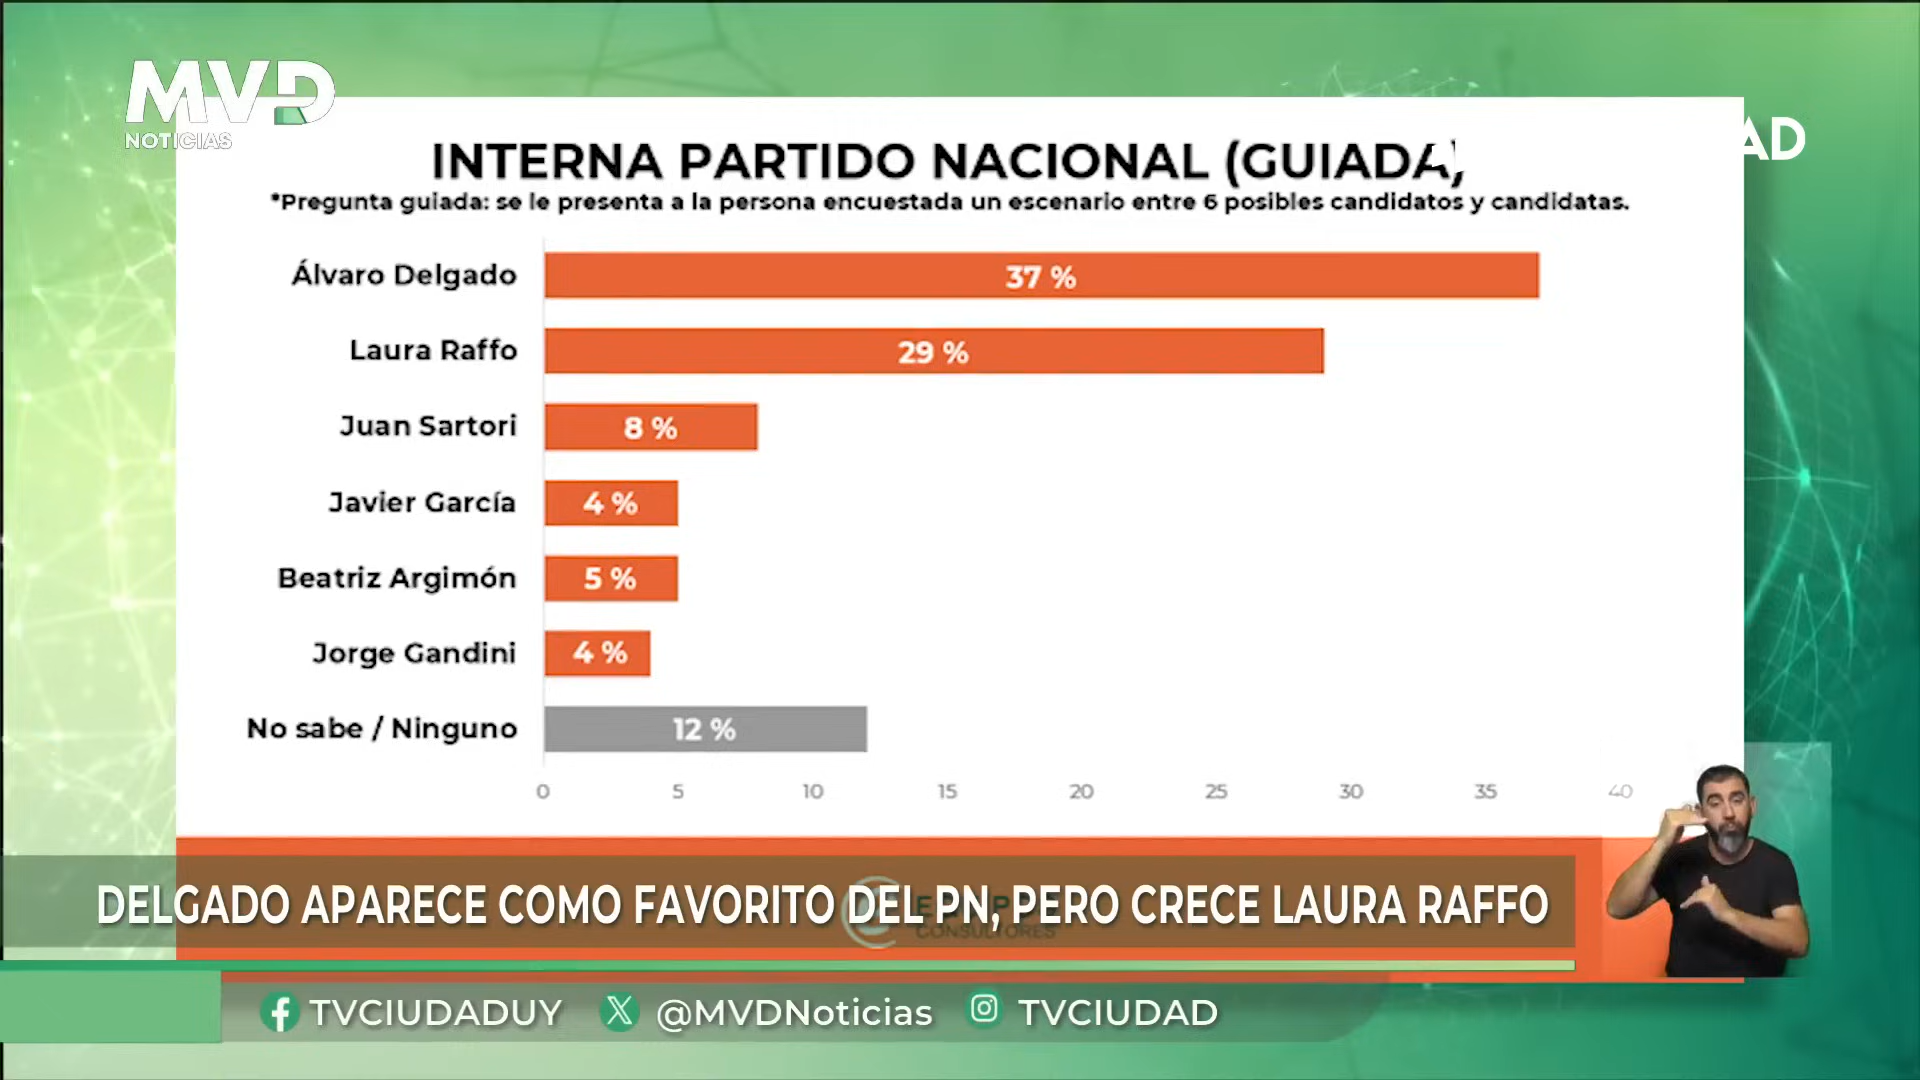 MVD
NOTICIAS
AD
INTERNA PARTIDO NACIONAL (GUIADA)
*Pregunta guiada: se le presenta a la persona encuestada un escenario entre 6 posibles candidatos y candidatas.
Álvaro Delgado 37 %
Laura Raffo 29 %
Juan Sartori 8 %
Javier García 4 %
Beatriz Argimón 5 %
Jorge Gandini 4 %
No sabe / Ninguno 12 %
0 5 10 15 20 25 30 35 40
DELGADO APARECE COMO FAVORITO DEL PN, PERO CRECE LAURA RAFFO
CONSULTORES
TVCIUDADUY @MVDNoticias TVCIUDAD